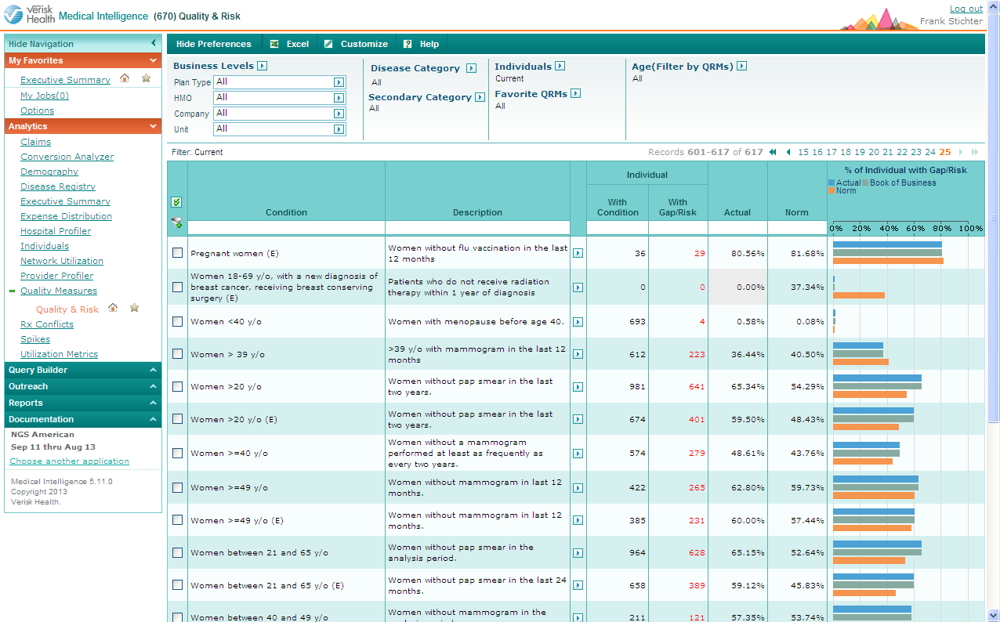 Verisk Health Medical Intelligence (670) Quality & Risk
Log out
Frank Stichter
Hide Navigation
My Favorites
Executive Summary
My Jobs(0)
Options
Analytics
Claims
Conversion Analyzer
Demography
Disease Registry
Executive Summary
Expense Distribution
Hospital Profiler
Individuals
Network Utilization
Provider Profiler
Quality Measures
Quality & Risk
Rx Conflicts
Spikes
Utilization Metrics
Query Builder
Outreach
Reports
Documentation
NGS American
Sep 11 thru Aug 13
Choose another application
Medical Intelligence 5.11.0
Copyright 2013
Verisk Health.
Hide Preferences Excel Customize ? Help
Business Levels
Plan Type All
HMO All
Company All
Unit All
Disease Category
All
Secondary Category
All
Individuals
Current
Favorite QRMs
All
Age(Filter by QRMs)
All
Filter: Current
Records 601-617 of 617 15 16 17 18 19 20 21 22 23 24 25
Condition Description Individual With Condition With Gap/Risk Actual Norm
% of Individual with Gap/Risk
Actual Book of Business
Norm
0% 20% 40% 60% 80% 100%
Pregnant women (E) Women without flu vaccination in the last 12 months 36 29 80.56% 81.68%
Women 18-69 y/o, with a new diagnosis of breast cancer, receiving breast conserving surgery (E) Patients who do not receive radiation therapy within 1 year of diagnosis 0 0 0.00% 37.34%
Women <40 y/o Women with menopause before age 40. 693 4 0.58% 0.08%
Women > 39 y/o >39 y/o with mammogram in the last 12 months 612 223 36.44% 40.50%
Women >20 y/o Women without pap smear in the last two years. 981 641 65.34% 54.29%
Women >20 y/o (E) Women without pap smear in the last two years. 674 401 59.50% 48.43%
Women >=40 y/o Women without a mammogram performed at least as frequently as every two years. 574 279 48.61% 43.76%
Women >=49 y/o Women without mammogram in last 12 months. 422 265 62.80% 59.73%
Women >=49 y/o (E) Women without mammogram in last 12 months. 385 231 60.00% 57.44%
Women between 21 and 65 y/o Women without pap smear in the analysis period. 964 628 65.15% 52.64%
Women between 21 and 65 y/o (E) Women without pap smear in the last 24 months. 658 389 59.12% 45.83%
Women between 40 and 49 y/o Women without mammogram in the 211 121 57.35% 53.74%